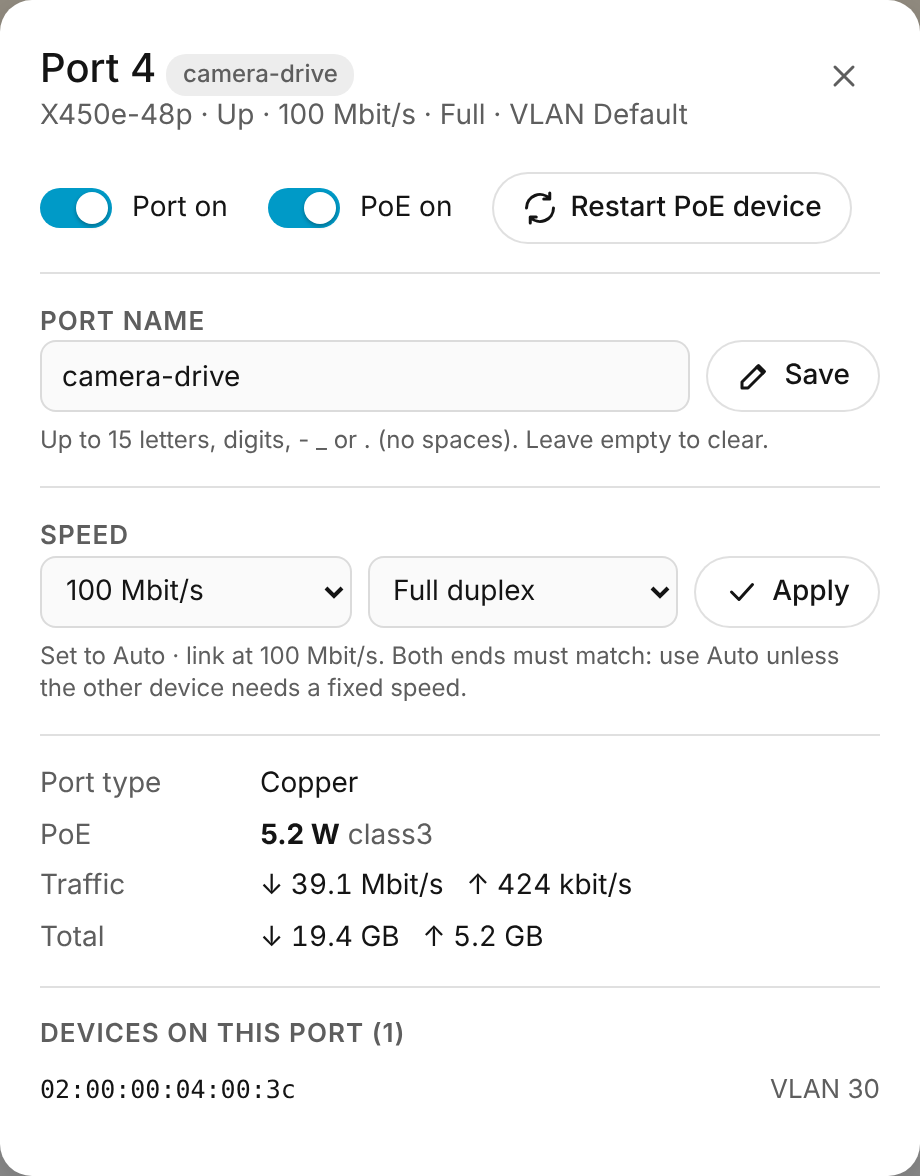 Port 4 camera-drive
X450e-48p · Up · 100 Mbit/s · Full · VLAN Default
Port on PoE on Restart PoE device
PORT NAME
camera-drive Save
Up to 15 letters, digits, - _ or . (no spaces). Leave empty to clear.
SPEED
100 Mbit/s Full duplex Apply
Set to Auto · link at 100 Mbit/s. Both ends must match: use Auto unless
the other device needs a fixed speed.
Port type Copper
PoE 5.2 W class3
Traffic ↓ 39.1 Mbit/s ↑ 424 kbit/s
Total ↓ 19.4 GB ↑ 5.2 GB
DEVICES ON THIS PORT (1)
02:00:00:04:00:3c VLAN 30